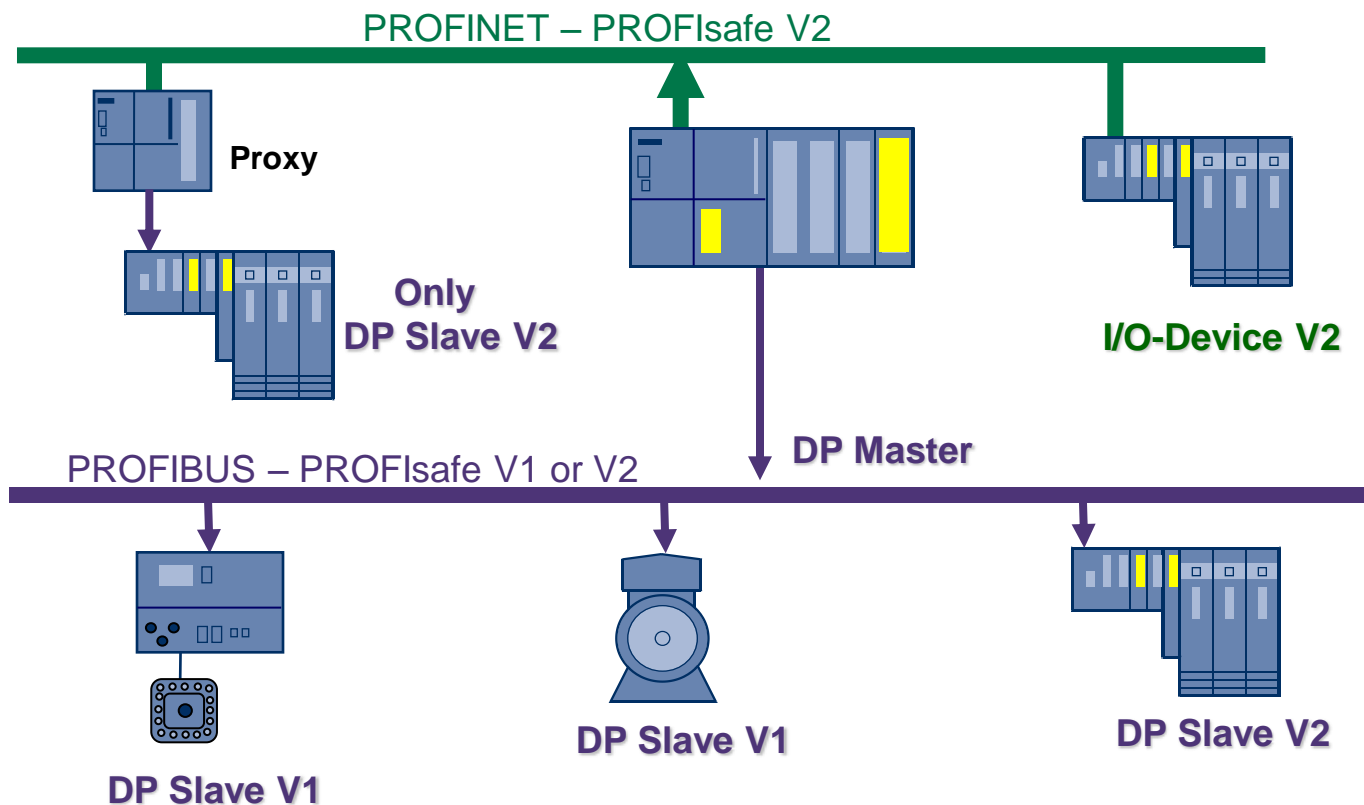 PROFINET – PROFIsafe V2
Proxy
Only
DP Slave V2
I/O-Device V2
DP Master
PROFIBUS – PROFIsafe V1 or V2
DP Slave V1
DP Slave V1
DP Slave V2